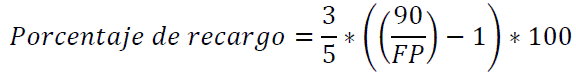 Porcentaje de recargo = 3/5 * ((90/FP) − 1) * 100